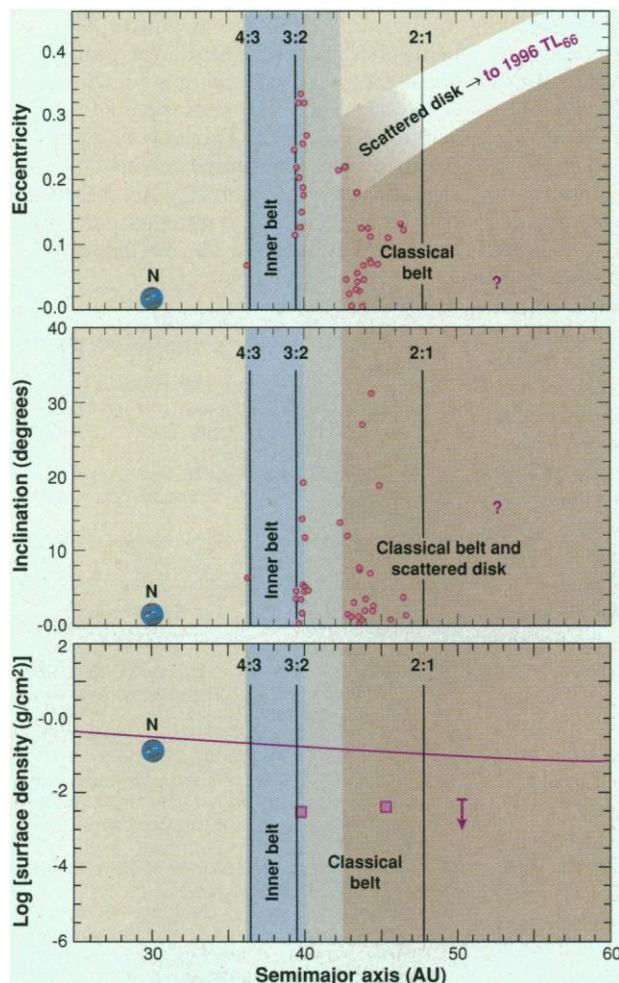 0.4
0.3
0.2
0.1
-0.0
Eccentricity
4:3
3:2
2:1
Scattered disk → to 1996 TL66
Inner belt
Classical
belt
N
?
40
30
20
10
-0.0
Inclination (degrees)
4:3
3:2
2:1
Inner belt
?
Classical belt and
scattered disk
N
2
-0.0
-2
-4
-6
Log [surface density (g/cm²)]
4:3
3:2
2:1
N
Inner belt
Classical
belt
30
40
50
60
Semimajor axis (AU)